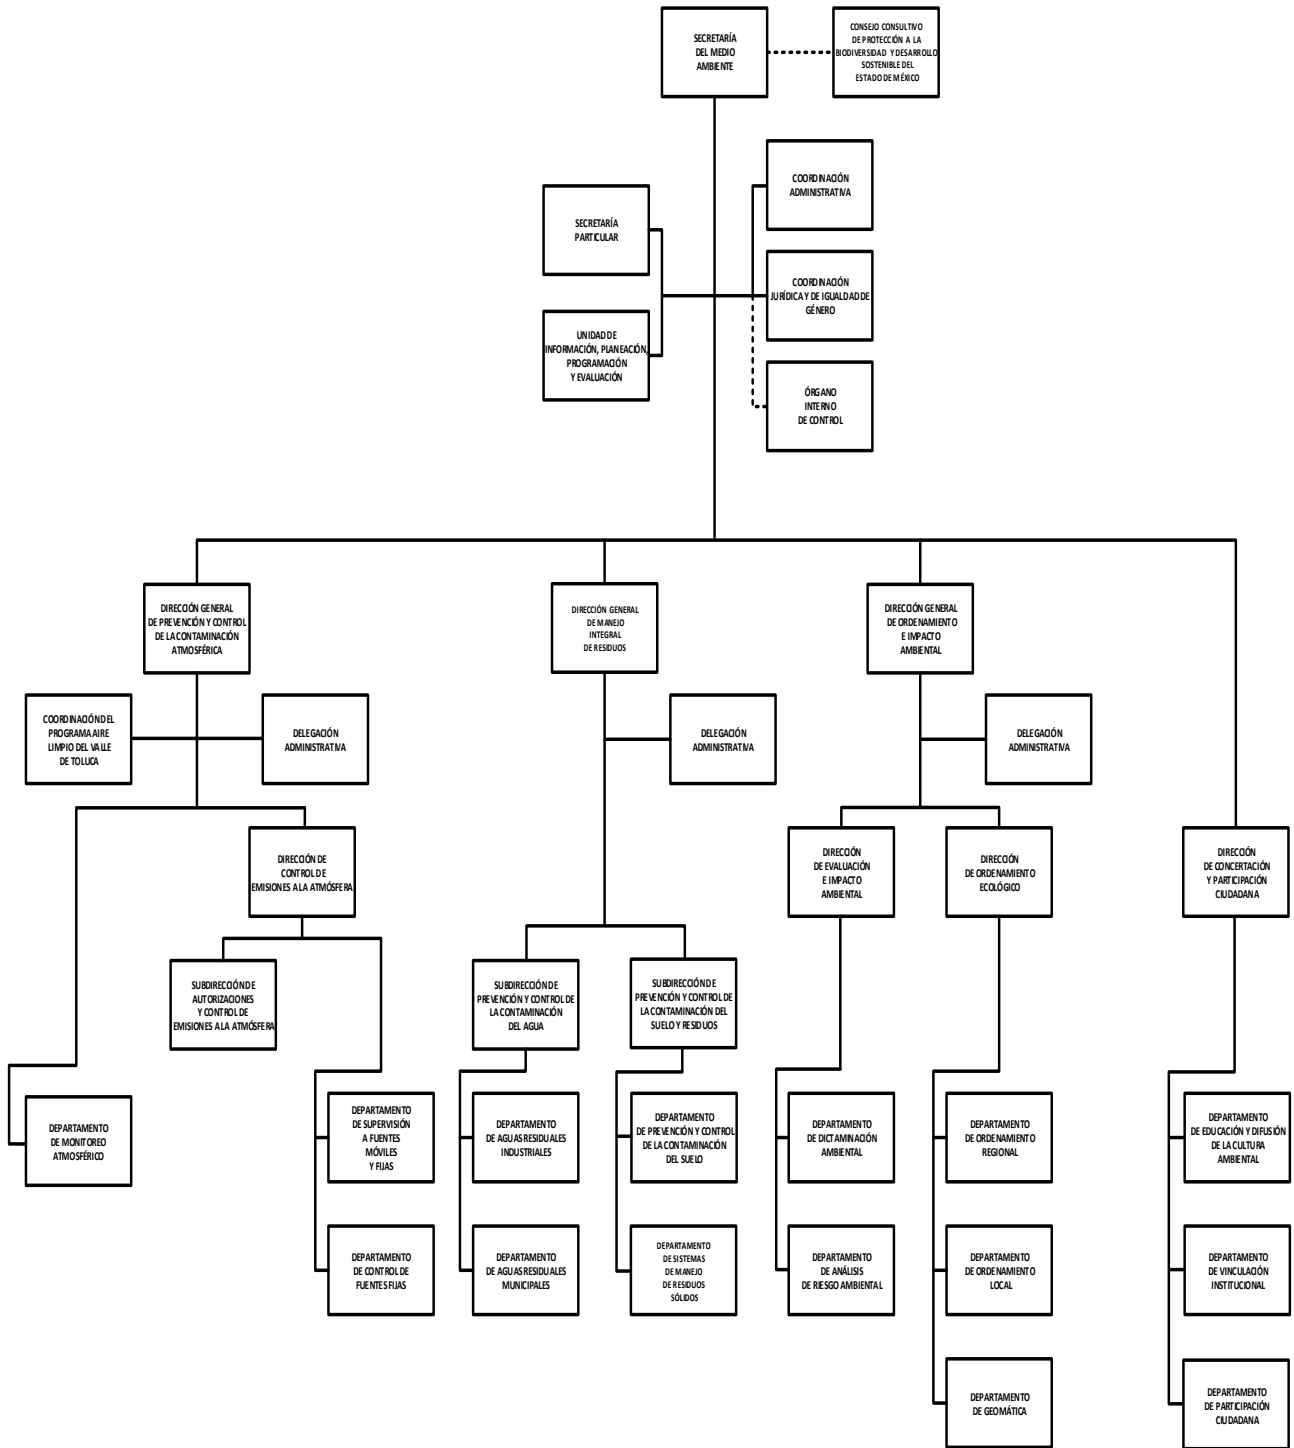 SECRETARÍA
DEL MEDIO
AMBIENTE
CONSEJO CONSULTIVO
DE PROTECCIÓN A LA
BIODIVERSIDAD Y DESARROLLO
SOSTENIBLE DEL
ESTADO DE MÉXICO
COORDINACIÓN
ADMINISTRATIVA
SECRETARÍA
PARTICULAR
COORDINACIÓN
JURÍDICA Y DE IGUALDAD DE
GÉNERO
UNIDAD DE
INFORMACIÓN, PLANEACIÓN,
PROGRAMACIÓN
Y EVALUACIÓN
ÓRGANO
INTERNO
DE CONTROL
DIRECCIÓN GENERAL
DE PREVENCIÓN Y CONTROL
DE LA CONTAMINACIÓN
ATMOSFÉRICA
DIRECCIÓN GENERAL
DE MANEJO
INTEGRAL
DE RESIDUOS
DIRECCIÓN GENERAL
DE ORDENAMIENTO
E IMPACTO
AMBIENTAL
COORDINACIÓN DEL
PROGRAMA AIRE
LIMPIO DEL VALLE
DE TOLUCA
DELEGACIÓN
ADMINISTRATIVA
DELEGACIÓN
ADMINISTRATIVA
DELEGACIÓN
ADMINISTRATIVA
DIRECCIÓN DE
CONTROL DE
EMISIONES A LA ATMÓSFERA
DIRECCIÓN
DE EVALUACIÓN
E IMPACTO
AMBIENTAL
DIRECCIÓN
DE ORDENAMIENTO
ECOLÓGICO
DIRECCIÓN
DE CONCERTACIÓN
Y PARTICIPACIÓN
CIUDADANA
SUBDIRECCIÓN DE
AUTORIZACIONES
Y CONTROL DE
EMISIONES A LA ATMÓSFERA
SUBDIRECCIÓN DE
PREVENCIÓN Y CONTROL DE
LA CONTAMINACIÓN
DEL AGUA
SUBDIRECCIÓN DE
PREVENCIÓN Y CONTROL DE
LA CONTAMINACIÓN DEL
SUELO Y RESIDUOS
DEPARTAMENTO
DE MONITOREO
ATMOSFÉRICO
DEPARTAMENTO
DE SUPERVISIÓN
A FUENTES
MÓVILES
Y FIJAS
DEPARTAMENTO
DE AGUAS RESIDUALES
INDUSTRIALES
DEPARTAMENTO
DE PREVENCIÓN Y CONTROL
DE LA CONTAMINACIÓN
DEL SUELO
DEPARTAMENTO
DE DICTAMINACIÓN
AMBIENTAL
DEPARTAMENTO
DE ORDENAMIENTO
REGIONAL
DEPARTAMENTO
DE EDUCACIÓN Y DIFUSIÓN
DE LA CULTURA
AMBIENTAL
DEPARTAMENTO
DE CONTROL DE
FUENTES FIJAS
DEPARTAMENTO
DE AGUAS RESIDUALES
MUNICIPALES
DEPARTAMENTO
DE SISTEMAS
DE MANEJO
DE RESIDUOS
SÓLIDOS
DEPARTAMENTO
DE ANÁLISIS
DE RIESGO AMBIENTAL
DEPARTAMENTO
DE ORDENAMIENTO
LOCAL
DEPARTAMENTO
DE VINCULACIÓN
INSTITUCIONAL
DEPARTAMENTO
DE GEOMÁTICA
DEPARTAMENTO
DE PARTICIPACIÓN
CIUDADANA